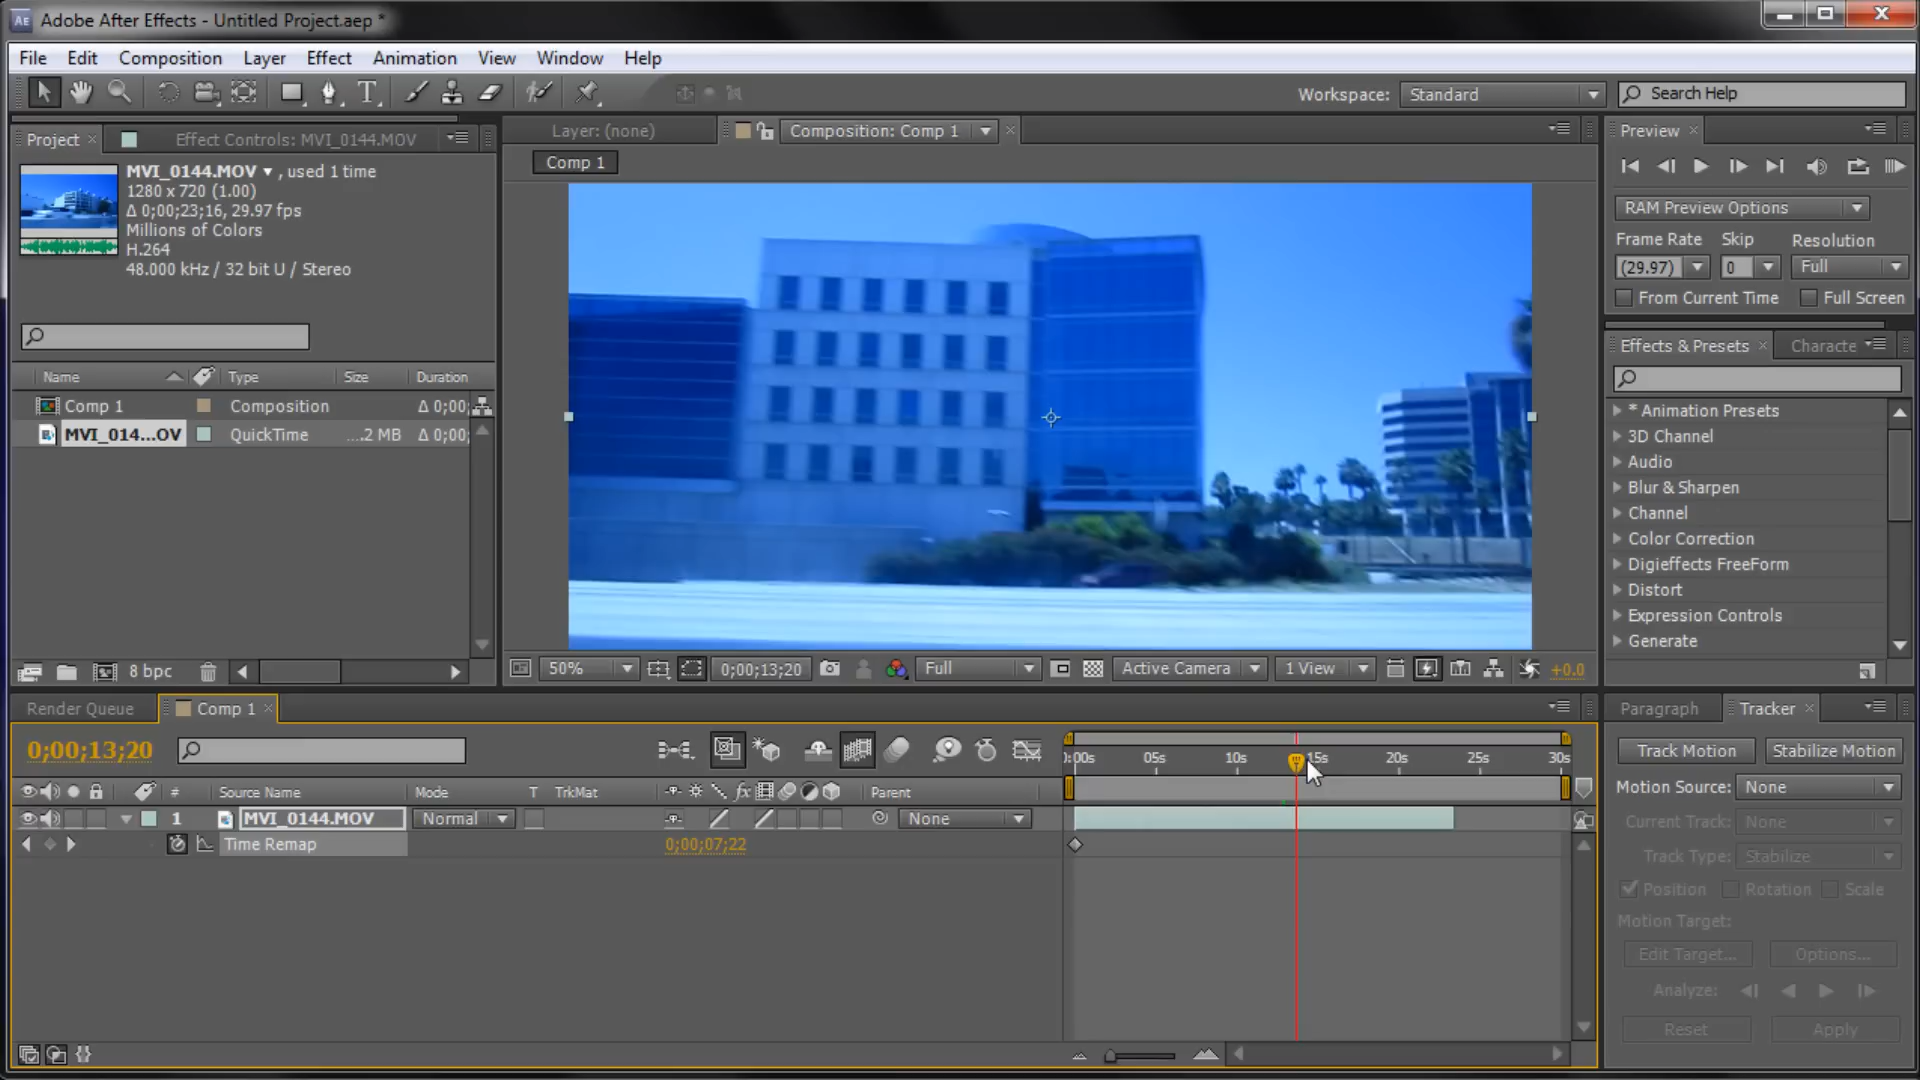 Adobe After Effects - Untitled Project.aep *
File Edit Composition Layer Effect Animation View Window Help
Workspace: Standard Search Help
Project Effect Controls: MVI_0144.MOV
MVI_0144.MOV , used 1 time
1280 x 720 (1.00)
Δ 0;00;23;16, 29.97 fps
Millions of Colors
H.264
48.000 kHz / 32 bit U / Stereo
Name Type Size Duration
Comp 1 Composition Δ 0;00;
MVI_014...OV QuickTime ....2 MB Δ 0;00;
8 bpc
Layer: (none) Composition: Comp 1
Comp 1
50% 0;00;13;20 Full Active Camera 1 View +0.0
Preview
RAM Preview Options
Frame Rate Skip Resolution
(29.97) 0 Full
From Current Time Full Screen
Effects & Presets Characte
* Animation Presets
3D Channel
Audio
Blur & Sharpen
Channel
Color Correction
Digieffects FreeForm
Distort
Expression Controls
Generate
Render Queue Comp 1
0;00;13;20
):00s 05s 10s 15s 20s 25s 30s
# Source Name Mode T TrkMat fx Parent
1 MVI_0144.MOV Normal None
Time Remap 0;00;07;22
Paragraph Tracker
Track Motion Stabilize Motion
Motion Source: None
Current Track: None
Track Type: Stabilize
Position Rotation Scale
Motion Target:
Edit Target... Options...
Analyze:
Reset Apply